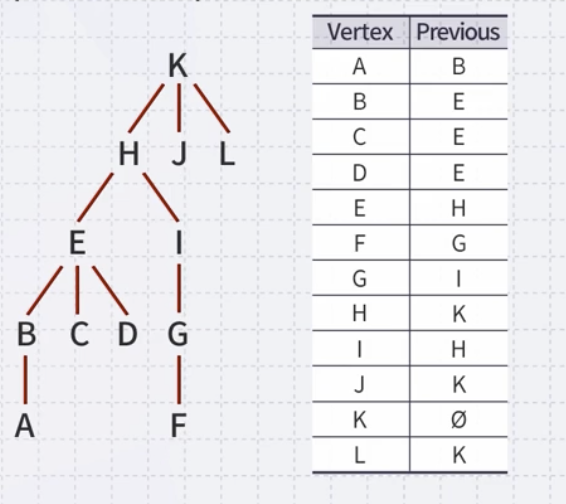 K
H J L
E I
B C D G
A F
Vertex Previous
A B
B E
C E
D E
E H
F G
G I
H K
I H
J K
K Ø
L K